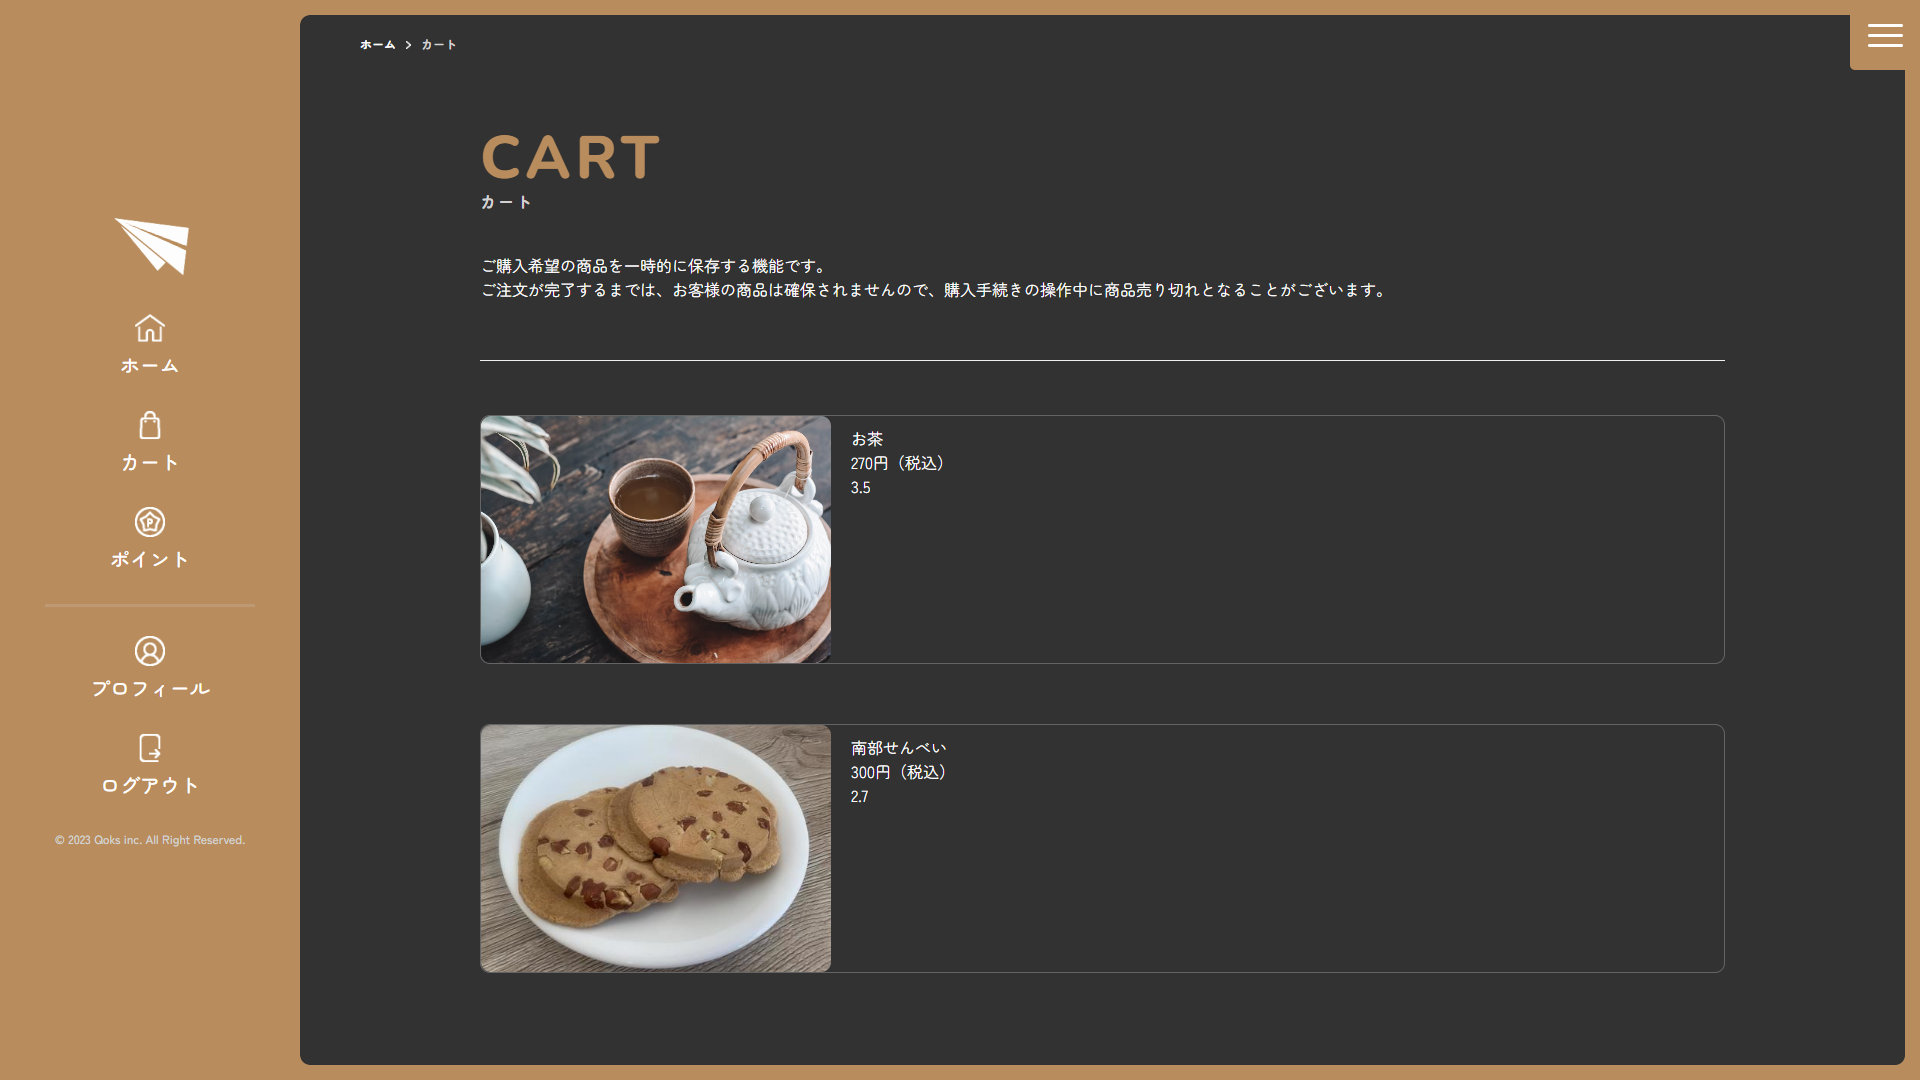 ホーム
カート
ポイント
プロフィール
ログアウト
© 2023 Qoks inc. All Right Reserved.
ホーム > カート
CART
カート
ご購入希望の商品を一時的に保存する機能です。
ご注文が完了するまでは、お客様の商品は確保されませんので、購入手続きの操作中に商品売り切れとなることがございます。
お茶
270円（税込）
3.5
南部せんべい
300円（税込）
2.7